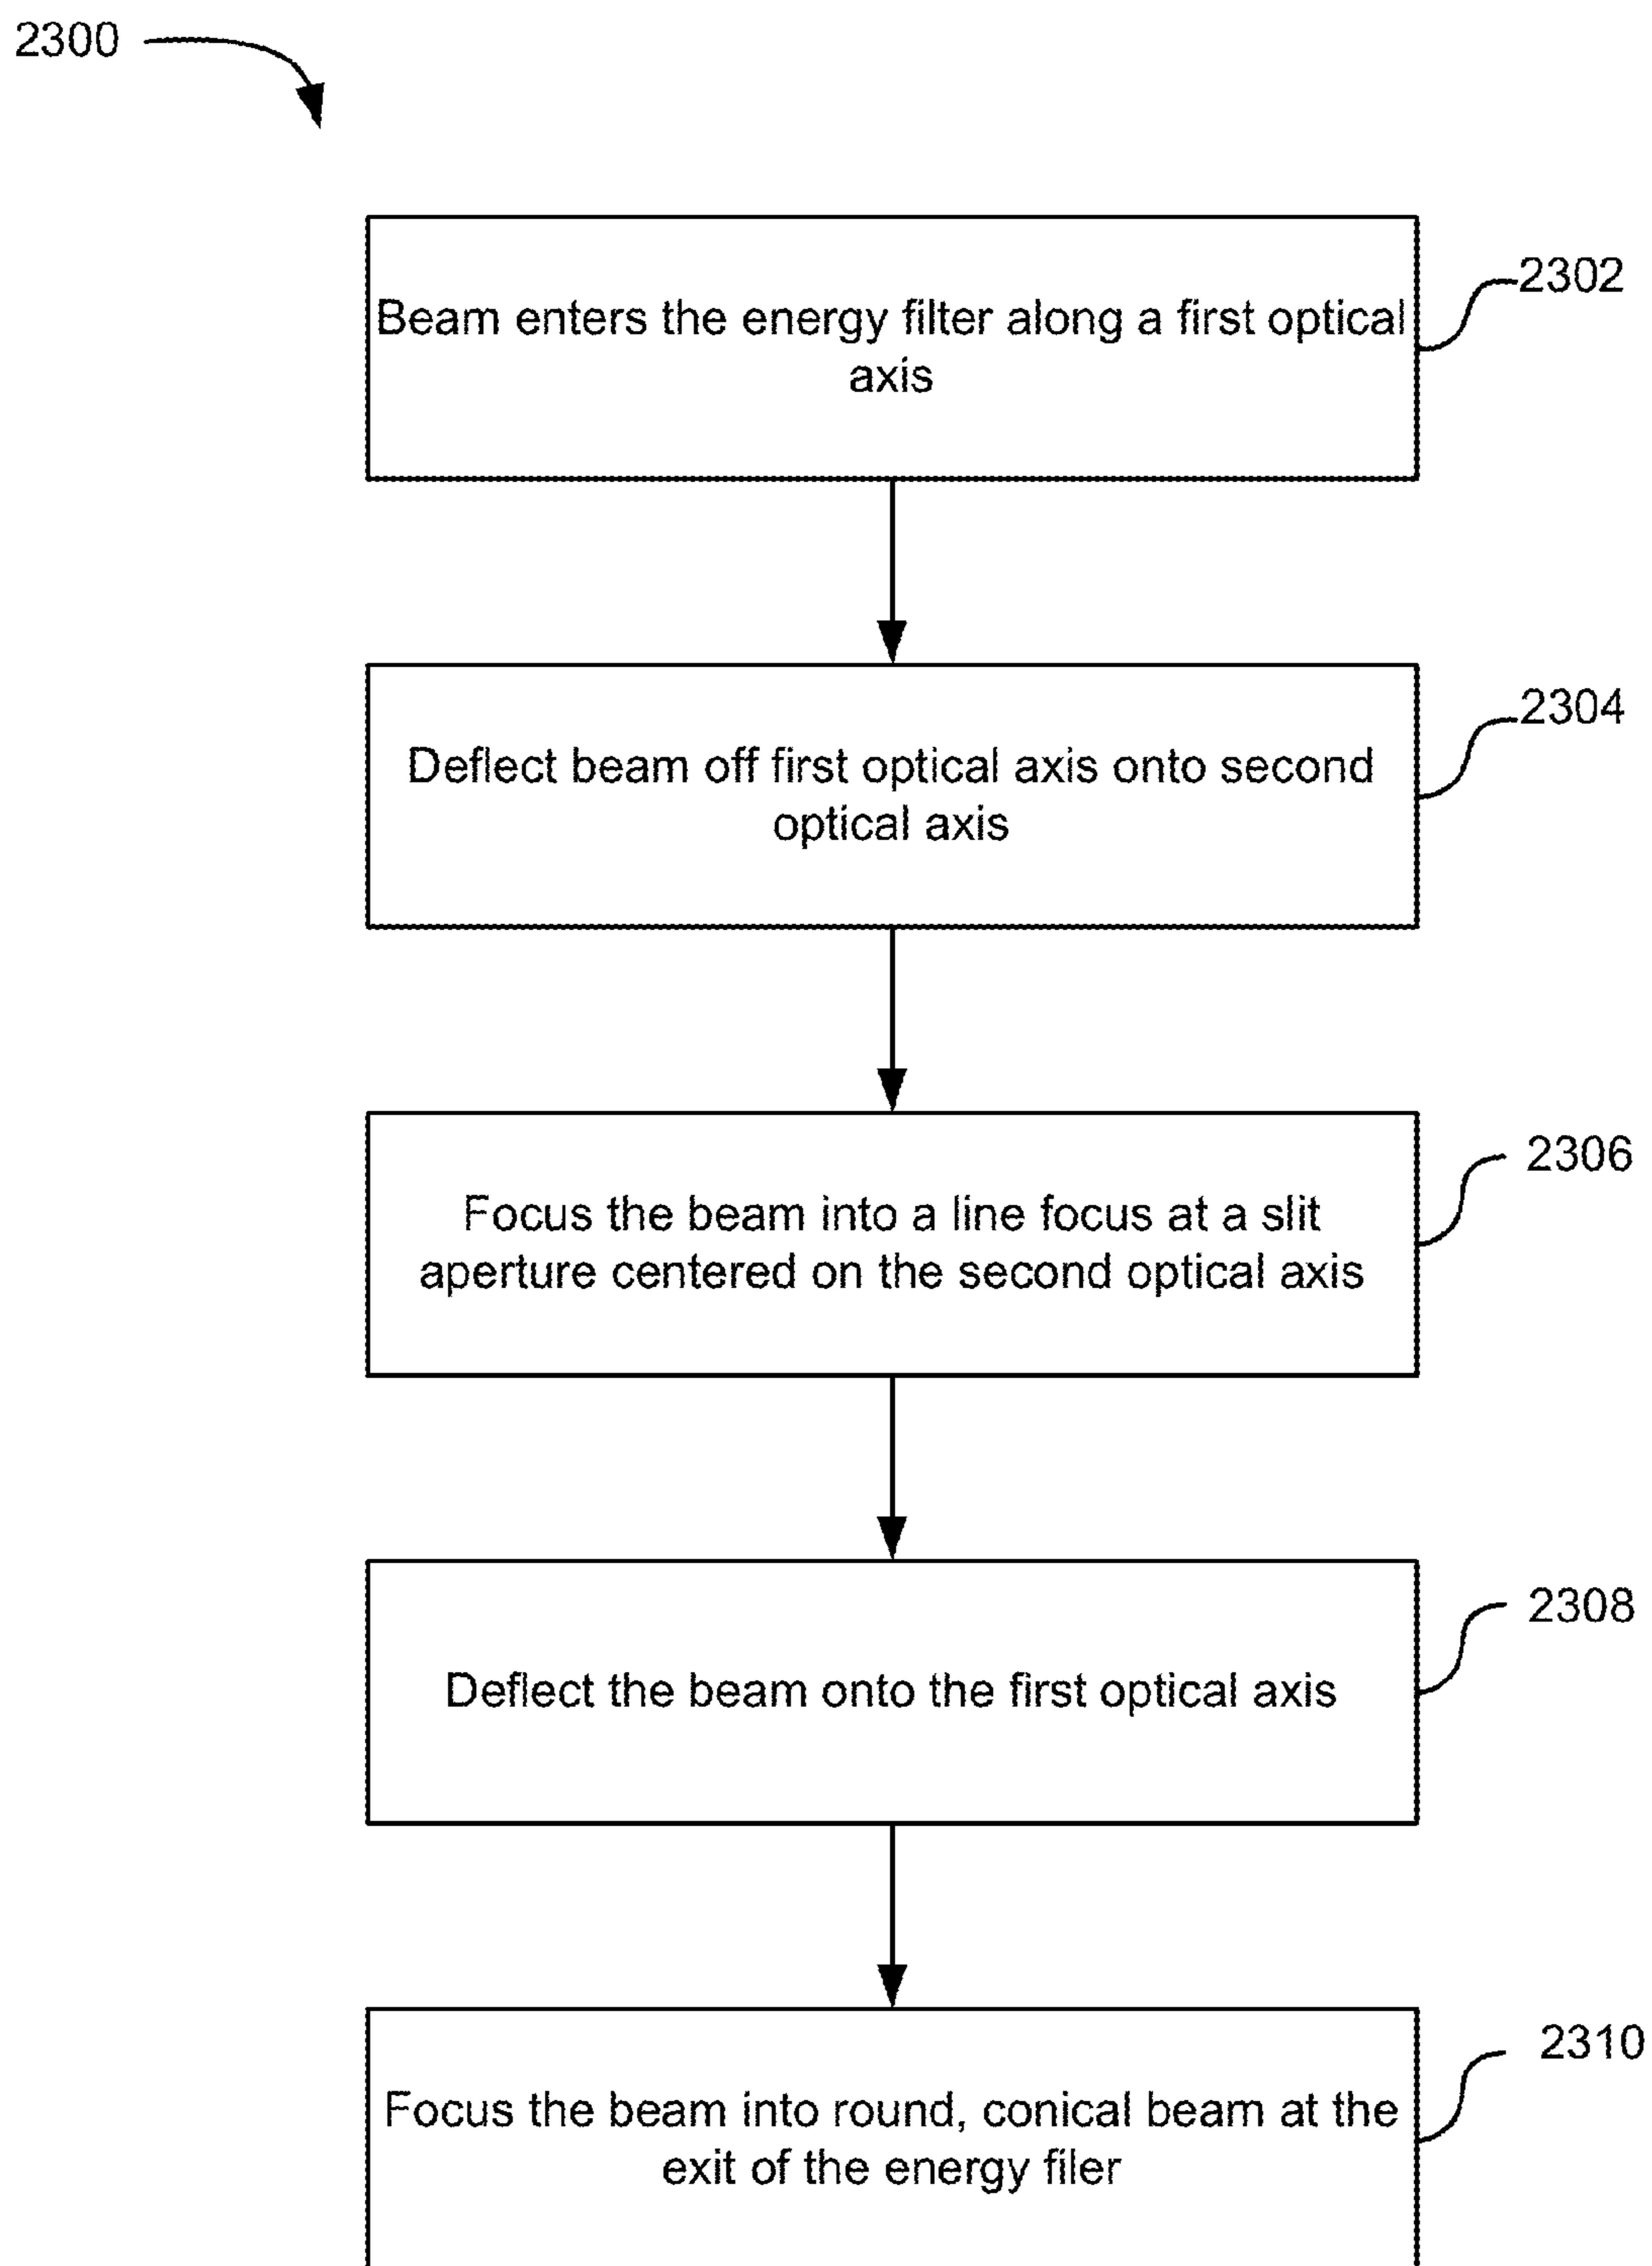 2300
Beam enters the energy filter along a first optical
axis
2302
Deflect beam off first optical axis onto second
optical axis
2304
Focus the beam into a line focus at a slit
aperture centered on the second optical axis
2306
Deflect the beam onto the first optical axis
2308
Focus the beam into round, conical beam at the
exit of the energy filer
2310